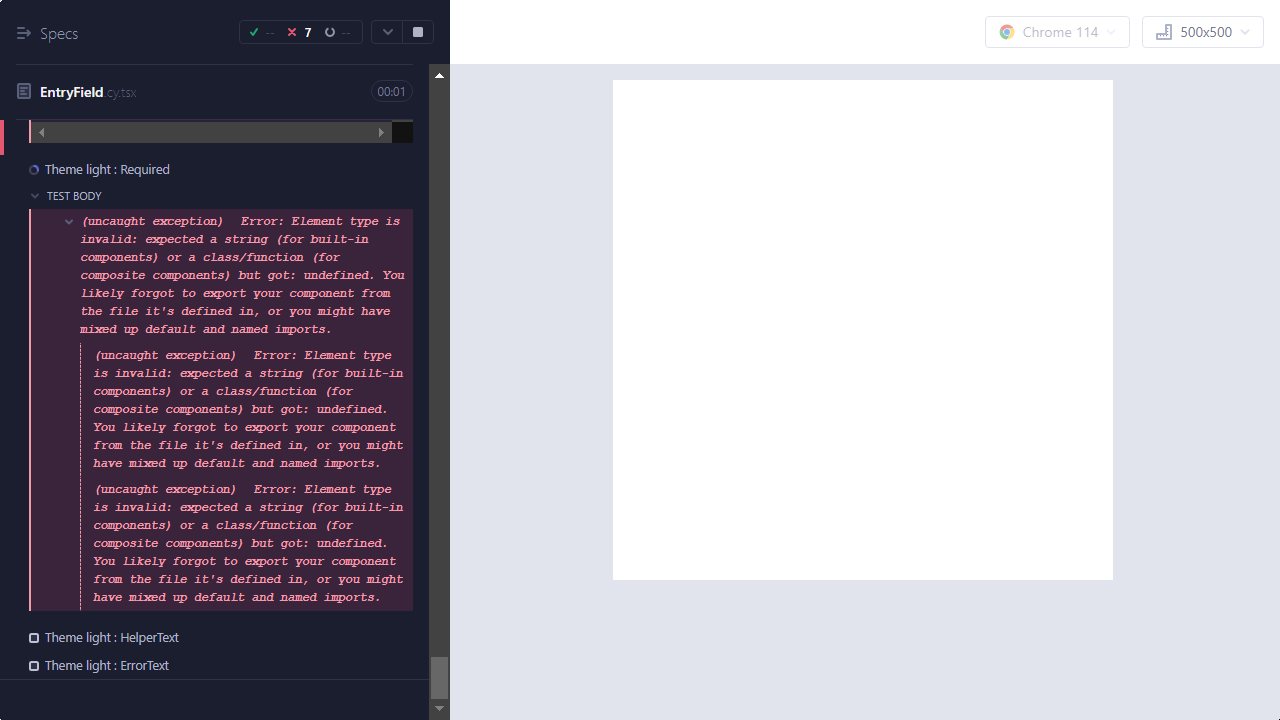 Specs
-- 7 --
Chrome 114
500x500
EntryField.cy.tsx
00:01
Theme light : Required
TEST BODY
(uncaught exception) Error: Element type is
invalid: expected a string (for built-in
components) or a class/function (for
composite components) but got: undefined. You
likely forgot to export your component from
the file it's defined in, or you might have
mixed up default and named imports.
(uncaught exception) Error: Element type
is invalid: expected a string (for built-in
components) or a class/function (for
composite components) but got: undefined.
You likely forgot to export your component
from the file it's defined in, or you might
have mixed up default and named imports.
(uncaught exception) Error: Element type
is invalid: expected a string (for built-in
components) or a class/function (for
composite components) but got: undefined.
You likely forgot to export your component
from the file it's defined in, or you might
have mixed up default and named imports.
Theme light : HelperText
Theme light : ErrorText